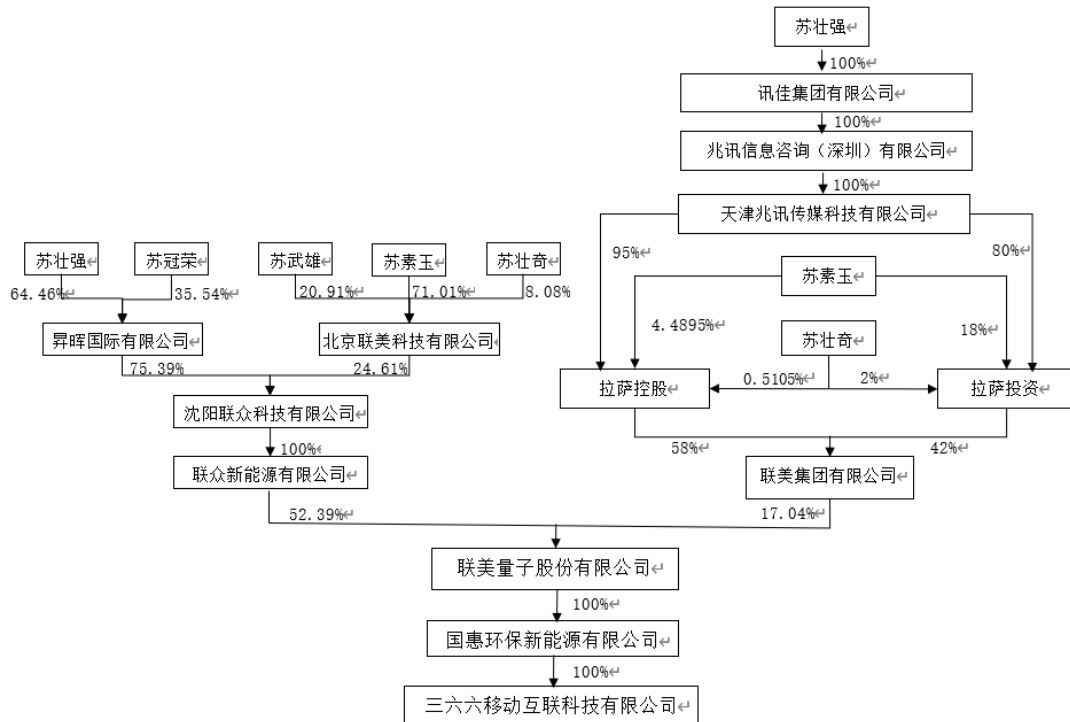 苏壮强↵
100%↵
讯佳集团有限公司↵
100%↵
兆讯信息咨询（深圳）有限公司↵
100%↵
天津兆讯传媒科技有限公司↵
苏壮强↵ 苏冠荣↵ 苏武雄↵ 苏素玉↵ 苏壮奇↵
95%↵ 80%↵
苏素玉↵
64.46%↵ 35.54%↵ 20.91%↵ 71.01%↵ 8.08%
昇晖国际有限公司↵ 北京联美科技有限公司↵
4.4895%↵ 18%↵
苏壮奇↵
75.39% 24.61%↵
拉萨控股↵ 0.5105%↵ 2%↵ 拉萨投资↵
沈阳联众科技有限公司↵
100%↵ 58%↵ 42%↵
联众新能源有限公司↵ 联美集团有限公司↵
52.39%↵ 17.04%↵
联美量子股份有限公司↵
100%↵
国惠环保新能源有限公司↵
100%↵
三六六移动互联科技有限公司↵